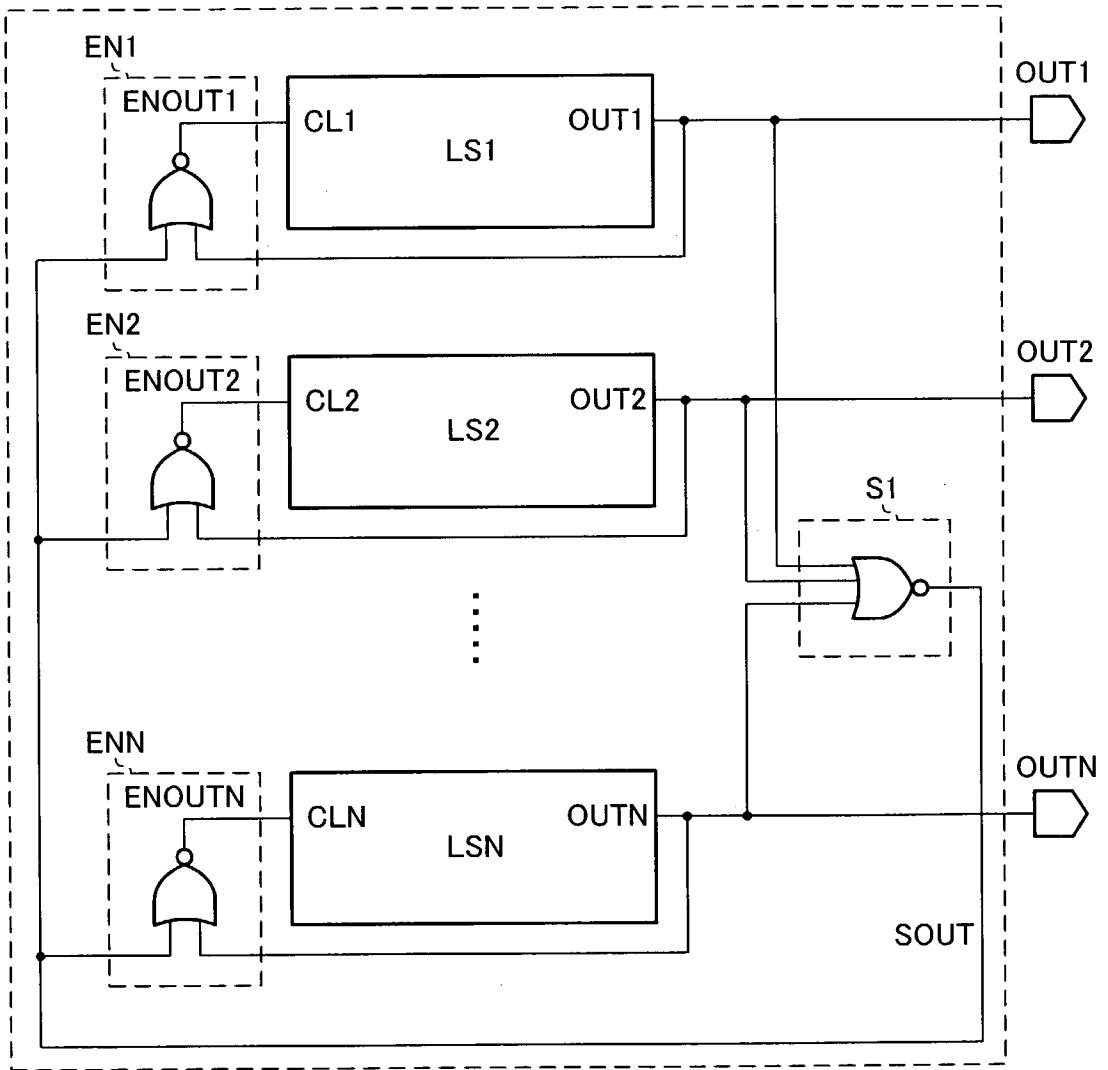 EN1
ENOUT1
CL1
OUT1
LS1
OUT1
EN2
ENOUT2
CL2
OUT2
LS2
OUT2
S1
ENN
ENOUTN
CLN
OUTN
LSN
OUTN
SOUT